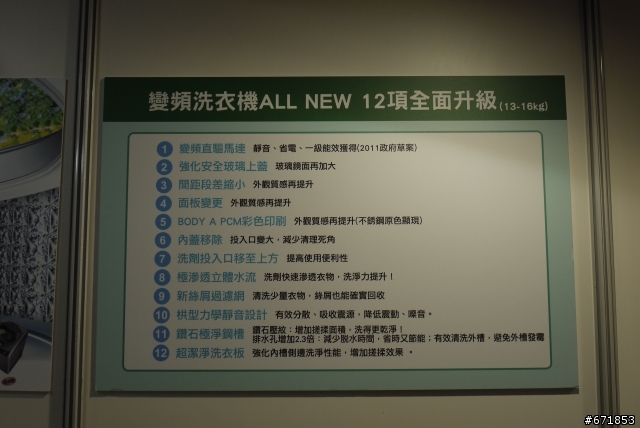 變頻洗衣機ALL NEW 12項全面升級(13-16kg)
1 變頻直驅馬達 靜音、省電、一級能效獲得(2011政府草案)
2 強化安全玻璃上蓋 玻璃鏡面再加大
3 間距段差縮小 外觀質感再提升
4 面板變更 外觀質感再提升
5 BODY A PCM彩色印刷 外觀質感再提升(不銹鋼原色顯現)
6 內蓋移除 投入口變大，減少清理死角
7 洗劑投入口移至上方 提高使用便利性
8 極滲透立體水流 洗劑快速滲透衣物，洗淨力提升！
9 新絲屑過濾網 清洗少量衣物，絲屑也能確實回收
10 拱型力學靜音設計 有效分散、吸收震源，降低震動、噪音。
11 鑽石極淨鋼槽 鑽石壓紋：增加搓揉面積，洗得更乾淨！
排水孔增加2.3倍：減少脫水時間，省時又節能；有效清洗外槽，避免外槽發霉
12 超潔淨洗衣板 強化內槽側邊洗淨性能，增加搓揉效果。
#671853